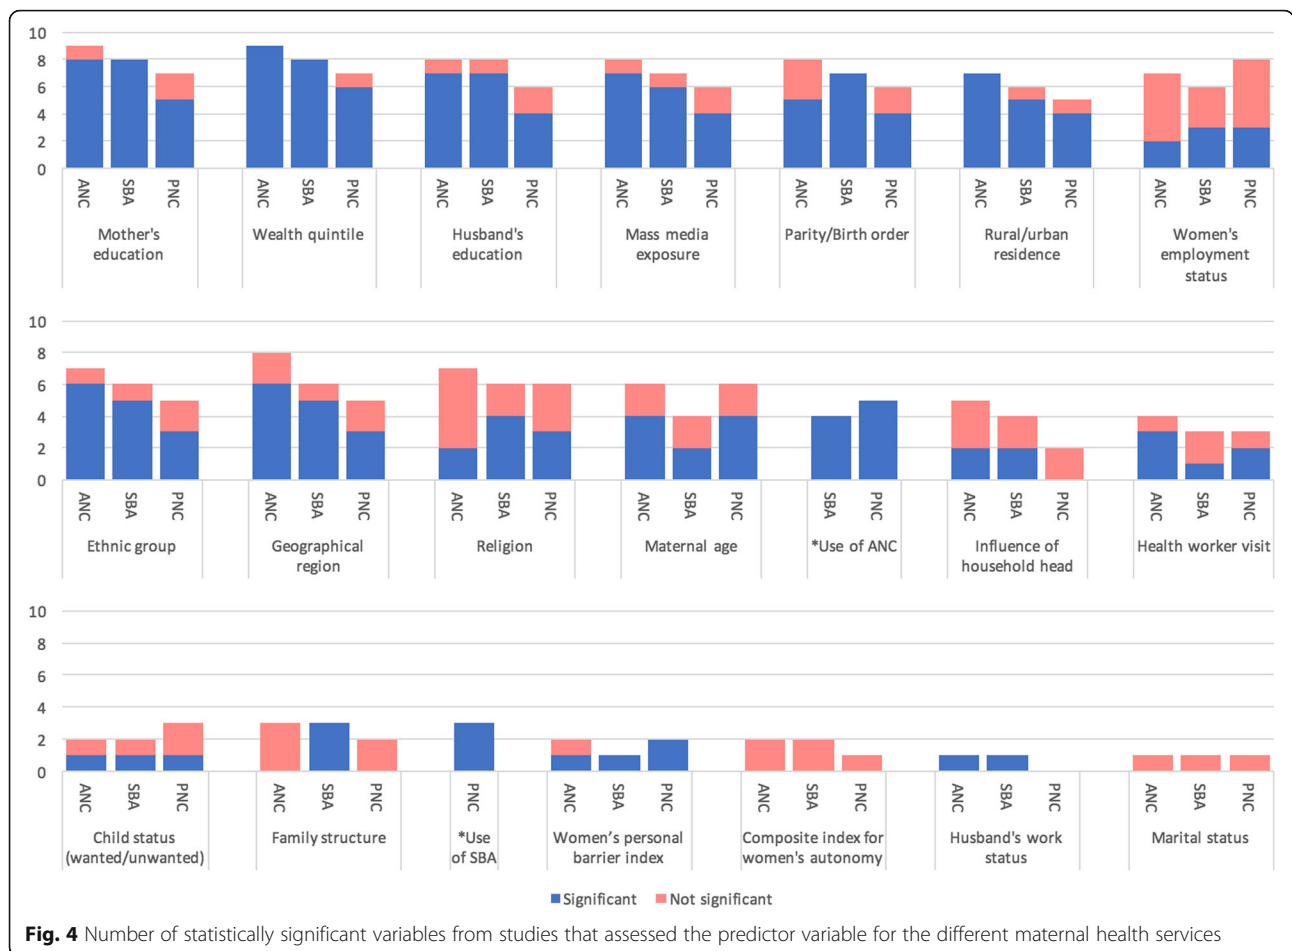 10
8
6
4
2
0
ANC SBA PNC ANC SBA PNC ANC SBA PNC ANC SBA PNC ANC SBA PNC ANC SBA PNC ANC SBA PNC
Mother's education
Wealth quintile
Husband's education
Mass media exposure
Parity/Birth order
Rural/urban residence
Women's employment status
10
8
6
4
2
0
ANC SBA PNC ANC SBA PNC ANC SBA PNC ANC SBA PNC SBA PNC ANC SBA PNC ANC SBA PNC
Ethnic group
Geographical region
Religion
Maternal age
*Use of ANC
Influence of household head
Health worker visit
10
8
6
4
2
0
ANC SBA PNC ANC SBA PNC PNC ANC SBA PNC ANC SBA PNC ANC SBA PNC ANC SBA PNC
Child status (wanted/unwanted)
Family structure
*Use of SBA
Women’s personal barrier index
Composite index for women's autonomy
Husband's work status
Marital status
Significant Not significant
Fig. 4 Number of statistically significant variables from studies that assessed the predictor variable for the different maternal health services